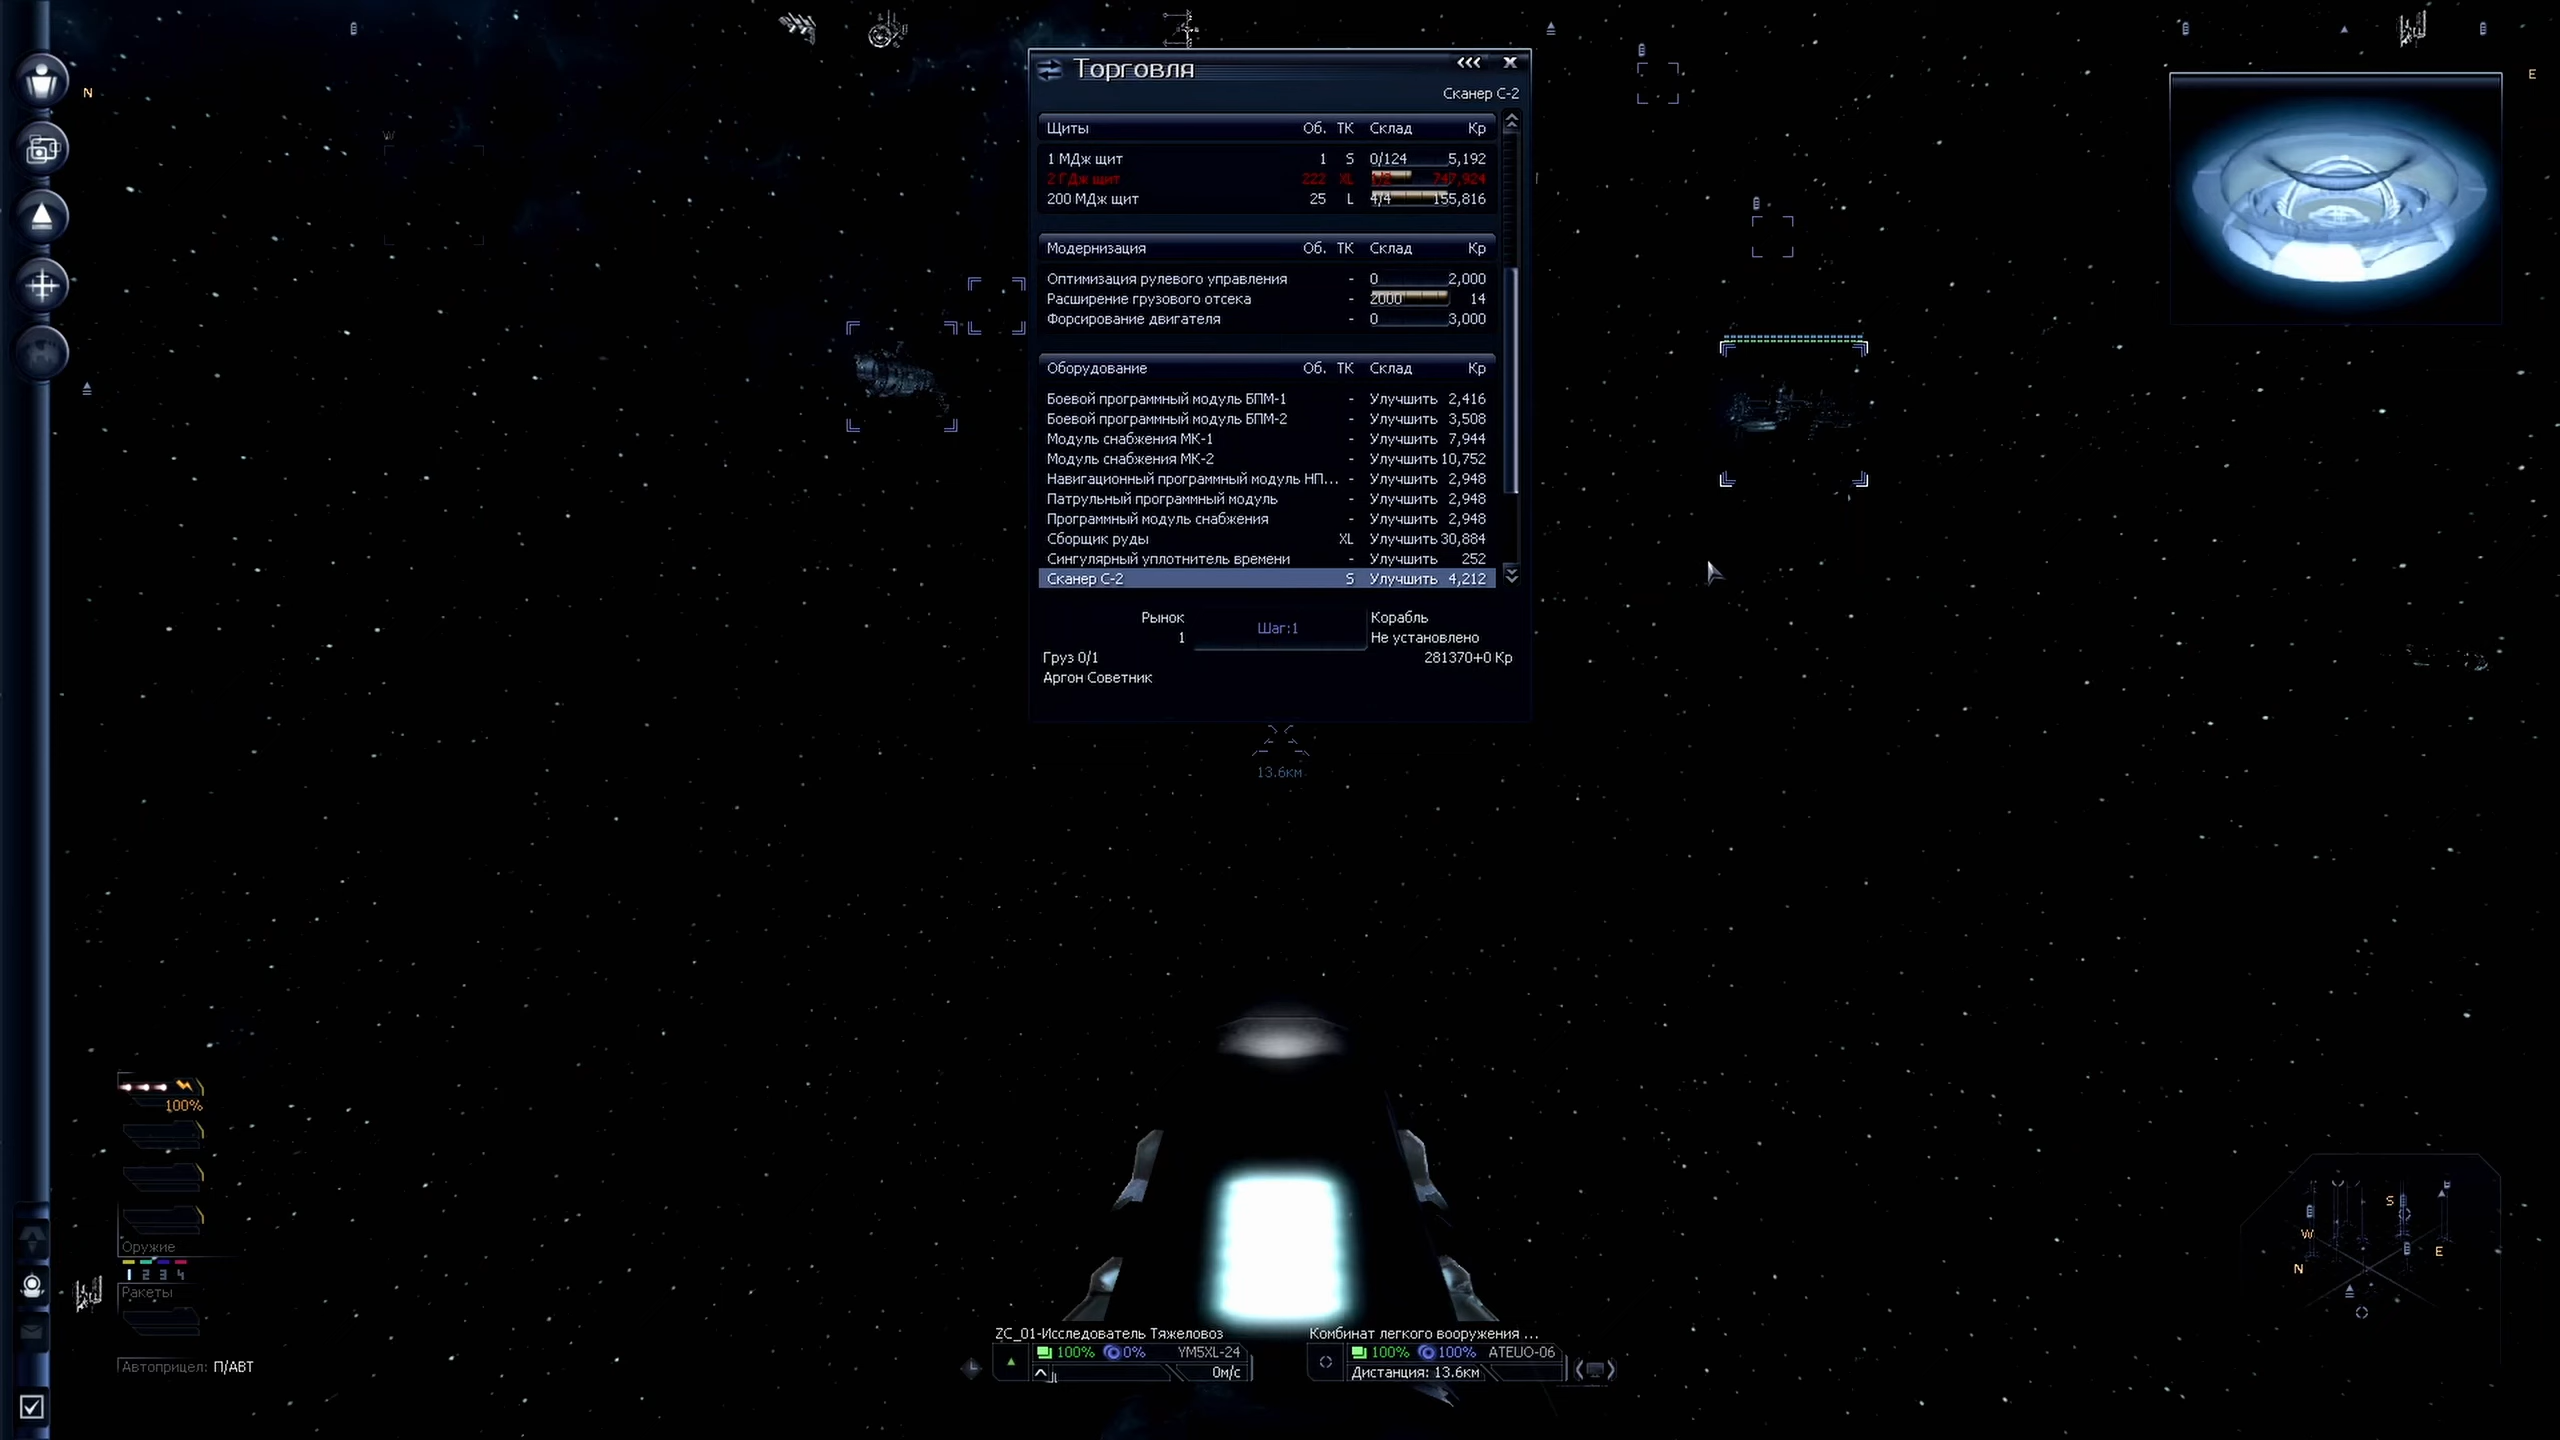 N
W
E
Торговля
Сканер С-2
Щиты Об. ТК Склад Кр
1 МДж щит 1 S 0/124 5,192
2 ГДж щит 222 XL 747,924
200 МДж щит 25 L 4/4 155,816
Модернизация Об. ТК Склад Кр
Оптимизация рулевого управления - 0 2,000
Расширение грузового отсека - 2000 14
Форсирование двигателя - 0 3,000
Оборудование Об. ТК Склад Кр
Боевой программный модуль БПМ-1 - Улучшить 2,416
Боевой программный модуль БПМ-2 - Улучшить 3,508
Модуль снабжения МК-1 - Улучшить 7,944
Модуль снабжения МК-2 - Улучшить 10,752
Навигационный программный модуль НП... - Улучшить 2,948
Патрульный программный модуль - Улучшить 2,948
Программный модуль снабжения - Улучшить 2,948
Сборщик руды XL Улучшить 30,884
Сингулярный уплотнитель времени - Улучшить 252
Сканер С-2 S Улучшить 4,212
Рынок Шаг:1 Корабль
1 Не установлено
Груз 0/1 281370+0 Кр
Аргон Советник
13.6км
100%
Оружие
1 2 3 4
Ракеты
Автоприцел: П/АВТ
ZC_01-Исследователь Тяжеловоз
100% 0% YM5XL-24
0м/с
Комбинат легкого вооружения ...
100% 100% ATEUO-06
Дистанция: 13.6км
S
W
E
N